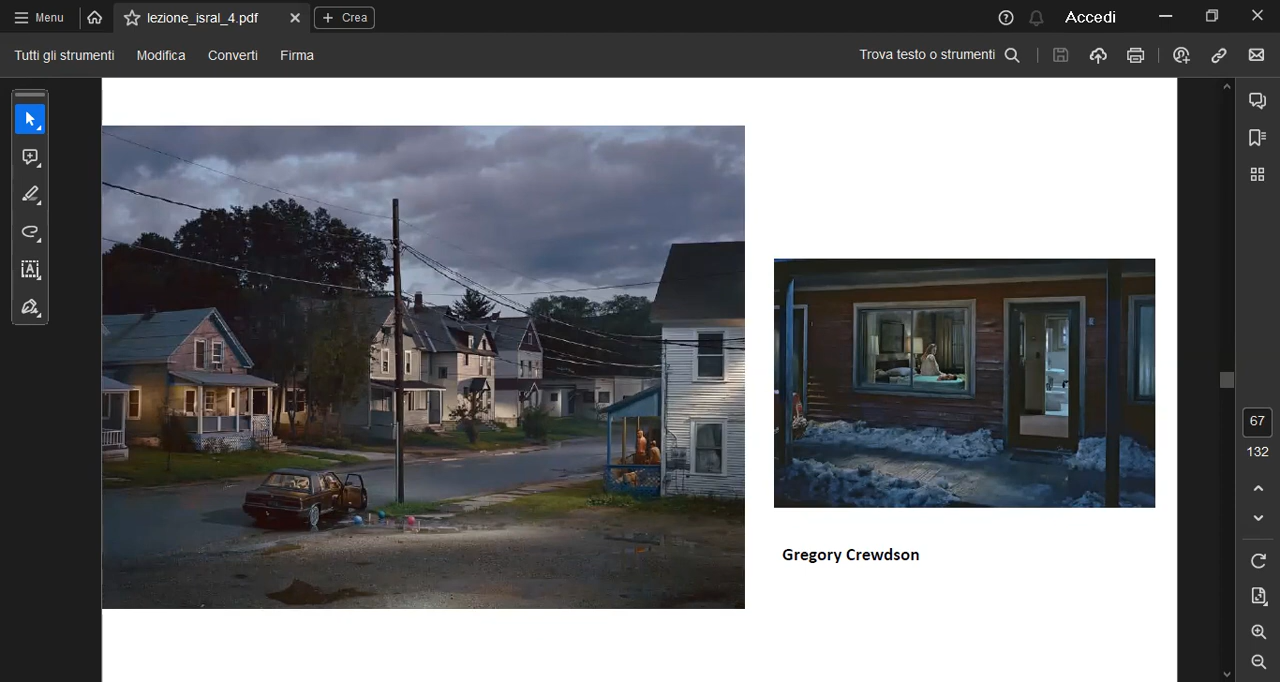 Menu
lezione_isral_4.pdf
Crea
Accedi
Tutti gli strumenti
Modifica
Converti
Firma
Trova testo o strumenti
67
132
Gregory Crewdson